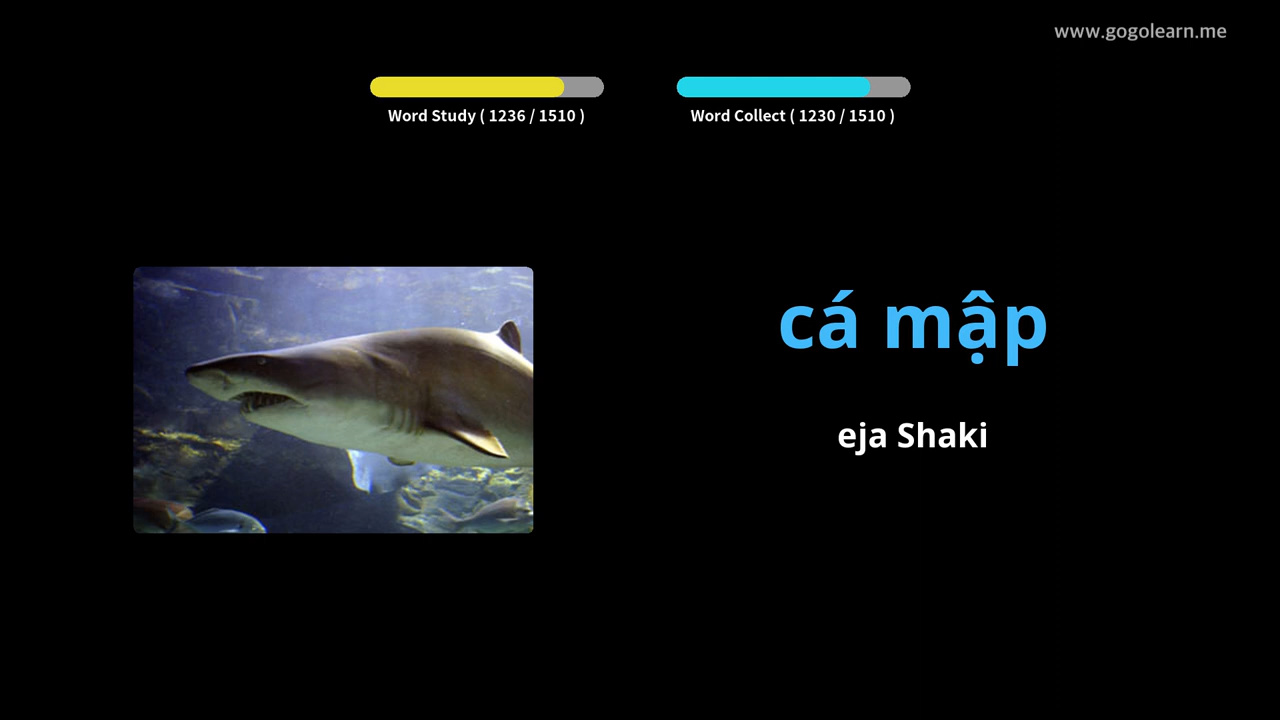 www.gogolearn.me
Word Study ( 1236 / 1510 )
Word Collect ( 1230 / 1510 )
cá mập
eja Shaki